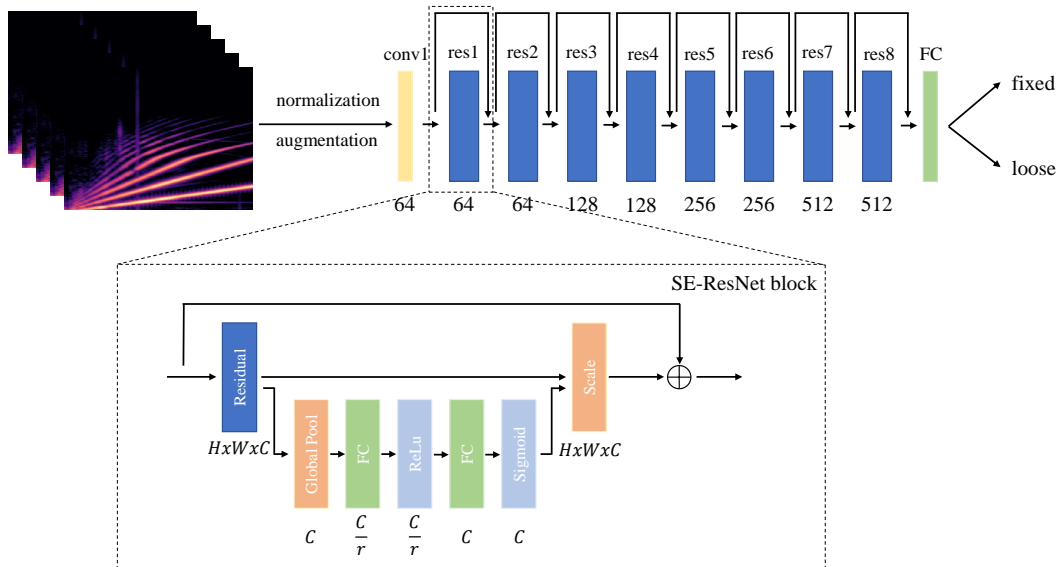 normalization
augmentation
conv1
res1
res2
res3
res4
res5
res6
res7
res8
FC
fixed
loose
64
64
64
128
128
256
256
512
512
SE-ResNet block
Residual
HxWxC
Global Pool
FC
ReLu
FC
Sigmoid
Scale
HxWxC
C
C
r
C
r
C
C